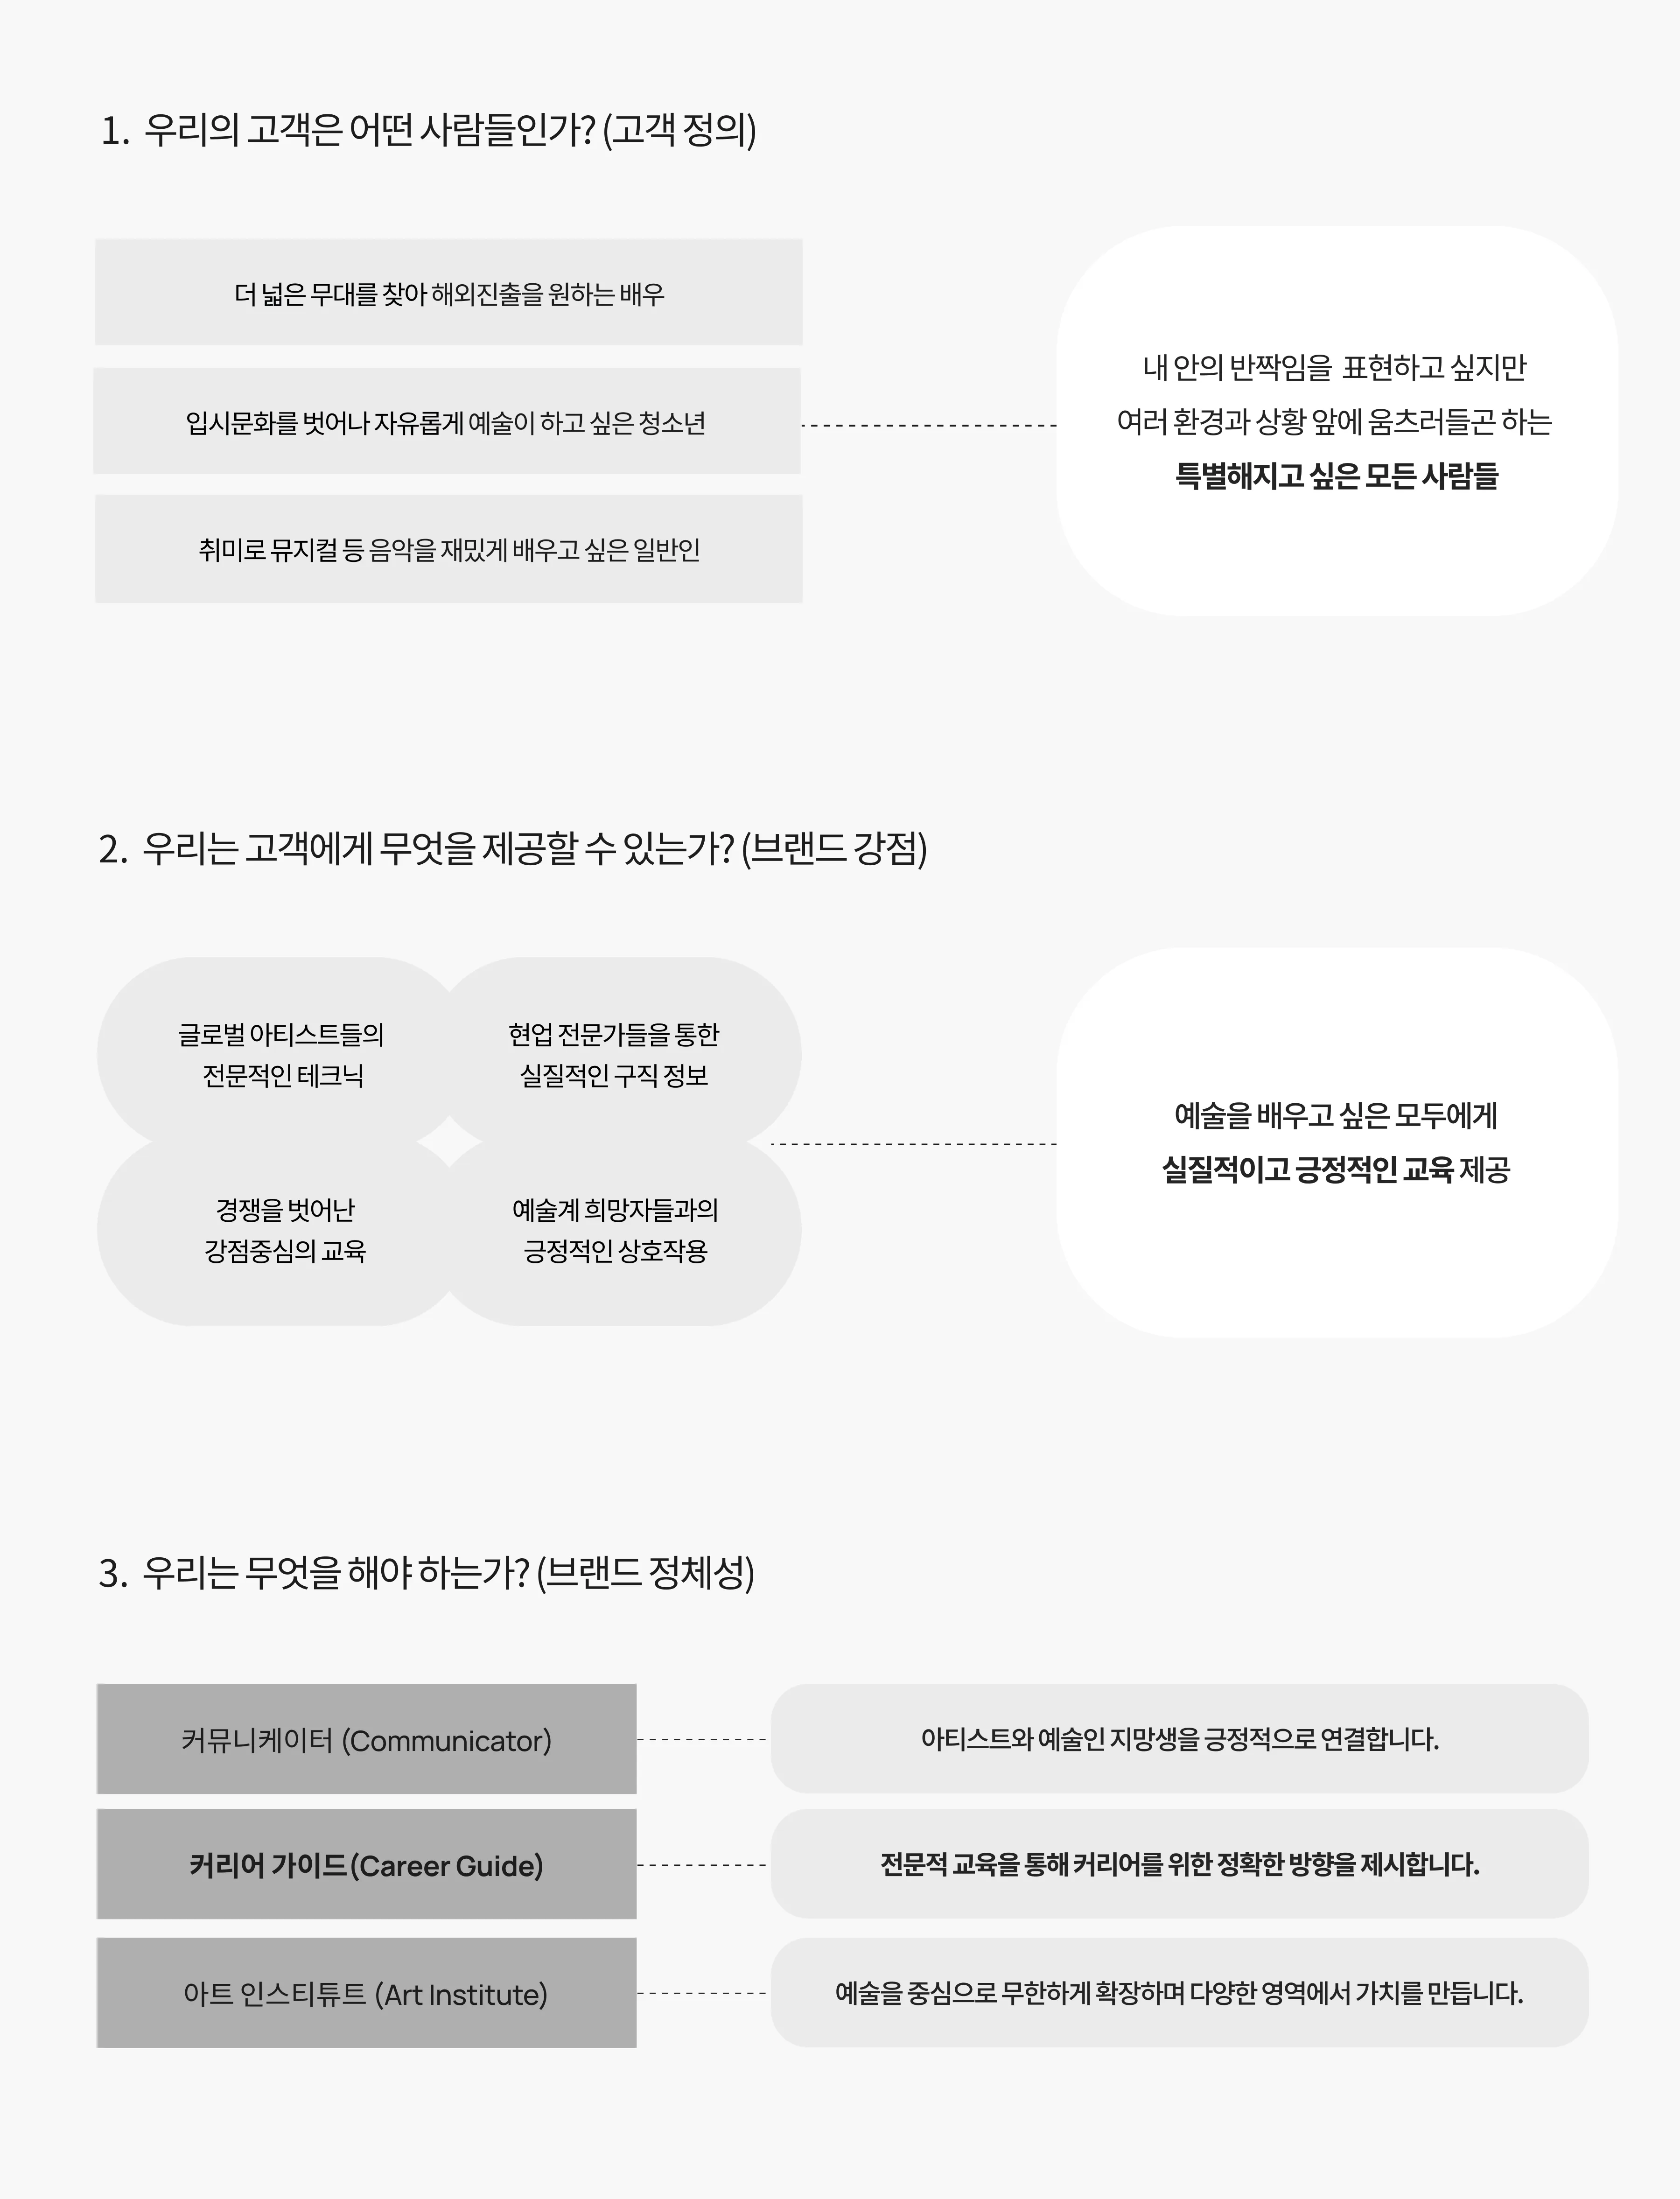 1. 우리의 고객은 어떤 사람들인가? (고객 정의)
더 넓은 무대를 찾아 해외진출을 원하는 배우
입시문화를 벗어나 자유롭게 예술이 하고 싶은 청소년
취미로 뮤지컬 등 음악을 재밌게 배우고 싶은 일반인
내 안의 반짝임을 표현하고 싶지만
여러 환경과 상황 앞에 움츠러들곤 하는
특별해지고 싶은 모든 사람들
2. 우리는 고객에게 무엇을 제공할 수 있는가? (브랜드 강점)
글로벌 아티스트들의
전문적인 테크닉
현업 전문가들을 통한
실질적인 구직 정보
경쟁을 벗어난
강점중심의 교육
예술계 희망자들과의
긍정적인 상호작용
예술을 배우고 싶은 모두에게
실질적이고 긍정적인 교육 제공
3. 우리는 무엇을 해야 하는가? (브랜드 정체성)
커뮤니케이터 (Communicator)
아티스트와 예술인 지망생을 긍정적으로 연결합니다.
커리어 가이드(Career Guide)
전문적 교육을 통해 커리어를 위한 정확한 방향을 제시합니다.
아트 인스티튜트 (Art Institute)
예술을 중심으로 무한하게 확장하며 다양한 영역에서 가치를 만듭니다.